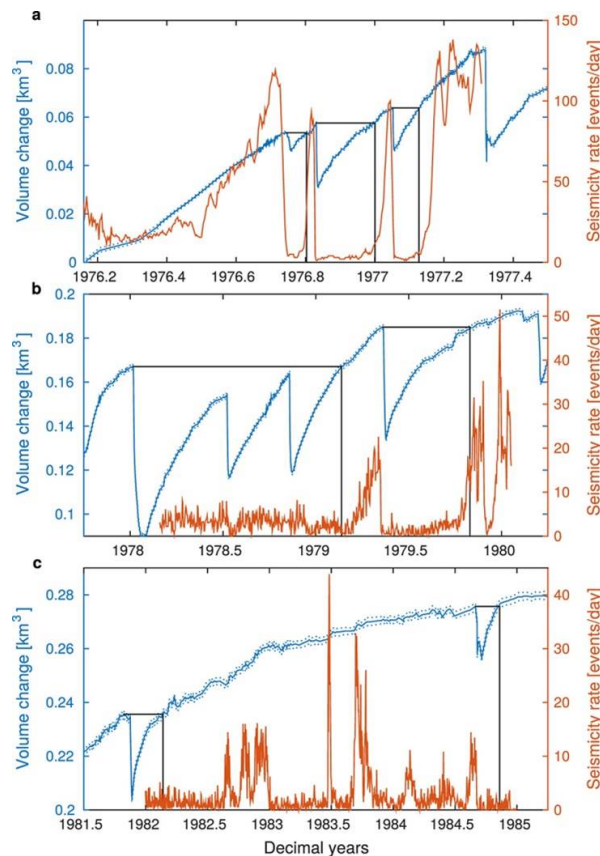 a
Volume change [km³]
0.08
0.06
0.04
0.02
0
150
100
50
0
Seismicity rate [events/day]
1976.2 1976.4 1976.6 1976.8 1977 1977.2 1977.4
b
Volume change [km³]
0.2
0.18
0.16
0.14
0.12
0.1
50
40
30
20
10
0
Seismicity rate [events/day]
1978 1978.5 1979 1979.5 1980
c
Volume change [km³]
0.28
0.26
0.24
0.22
0.2
40
30
20
10
0
Seismicity rate [events/day]
1981.5 1982 1982.5 1983 1983.5 1984 1984.5 1985
Decimal years